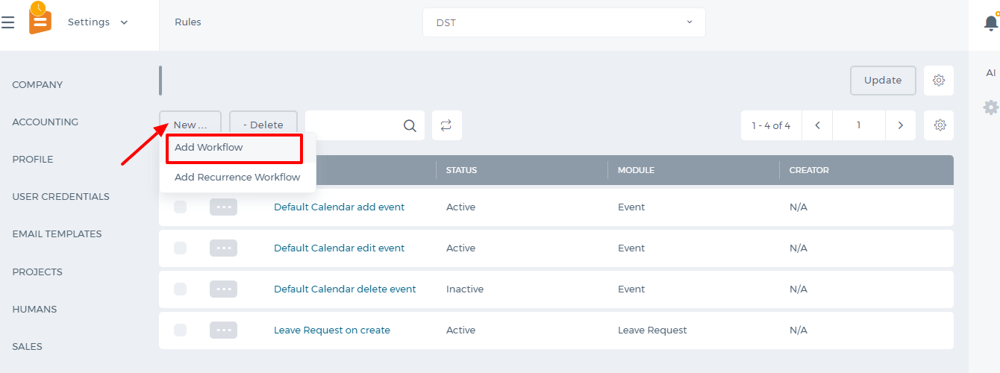 Settings Rules DST
COMPANY
ACCOUNTING
PROFILE
USER CREDENTIALS
EMAIL TEMPLATES
PROJECTS
HUMANS
SALES
Update
AI
New ... - Delete 1 - 4 of 4 1
Add Workflow
Add Recurrence Workflow
STATUS MODULE CREATOR
Default Calendar add event Active Event N/A
Default Calendar edit event Active Event N/A
Default Calendar delete event Inactive Event N/A
Leave Request on create Active Leave Request N/A